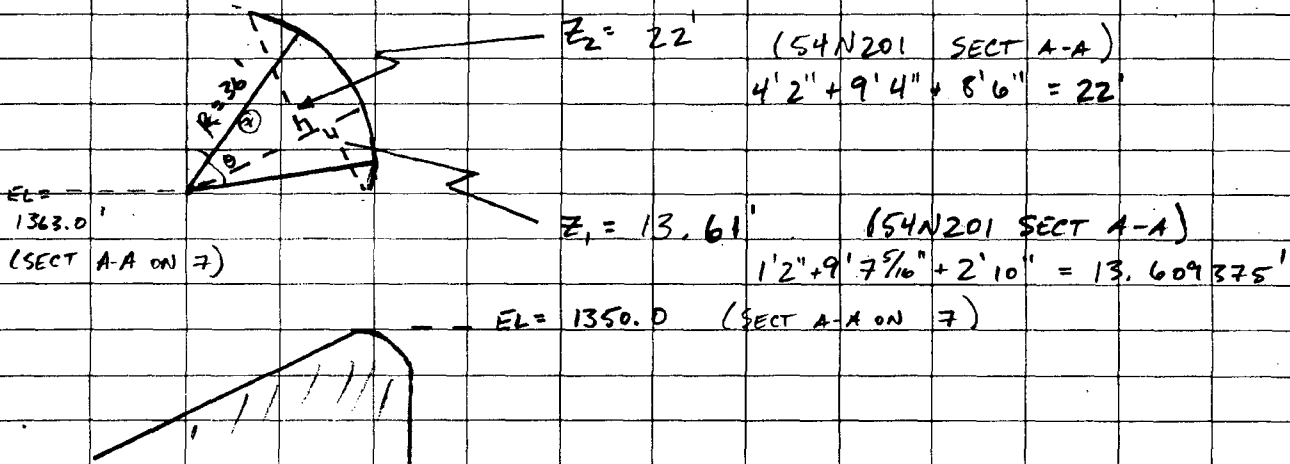 Z₂= 22' (54N201 SECT A-A)
4'2" + 9'4" + 8'6" = 22'
R=36'
α
h
θ
EL=
1363.0'
(SECT A-A ON 7)
Z₁ = 13.61' (54N201 SECT A-A)
1'2"+9'7 5/16"+2'10" = 13.609375'
EL= 1350.0 (SECT A-A ON 7)